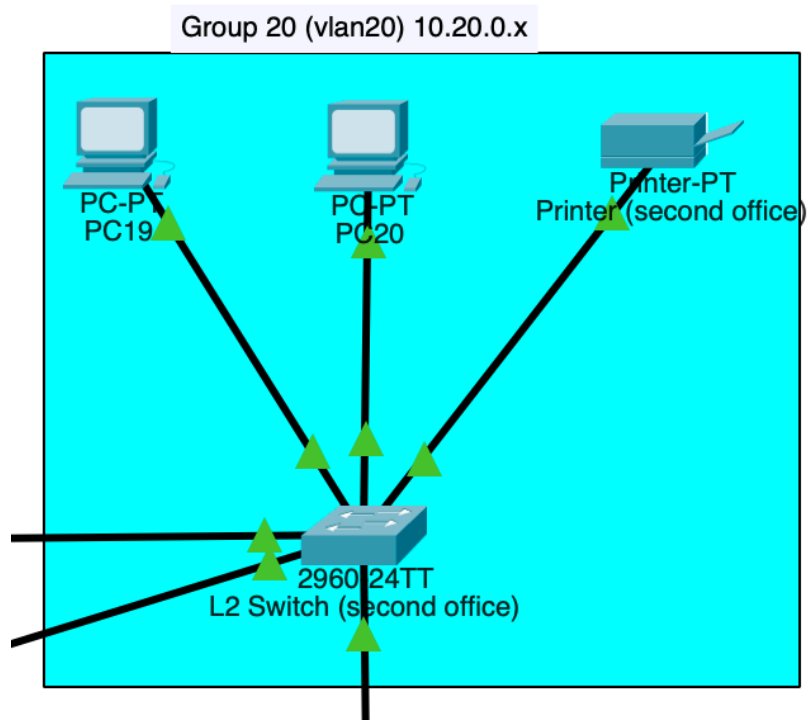 Group 20 (vlan20) 10.20.0.x
PC-PT
PC19
PC-PT
PC20
Printer-PT
Printer (second office)
2960-24TT
L2 Switch (second office)